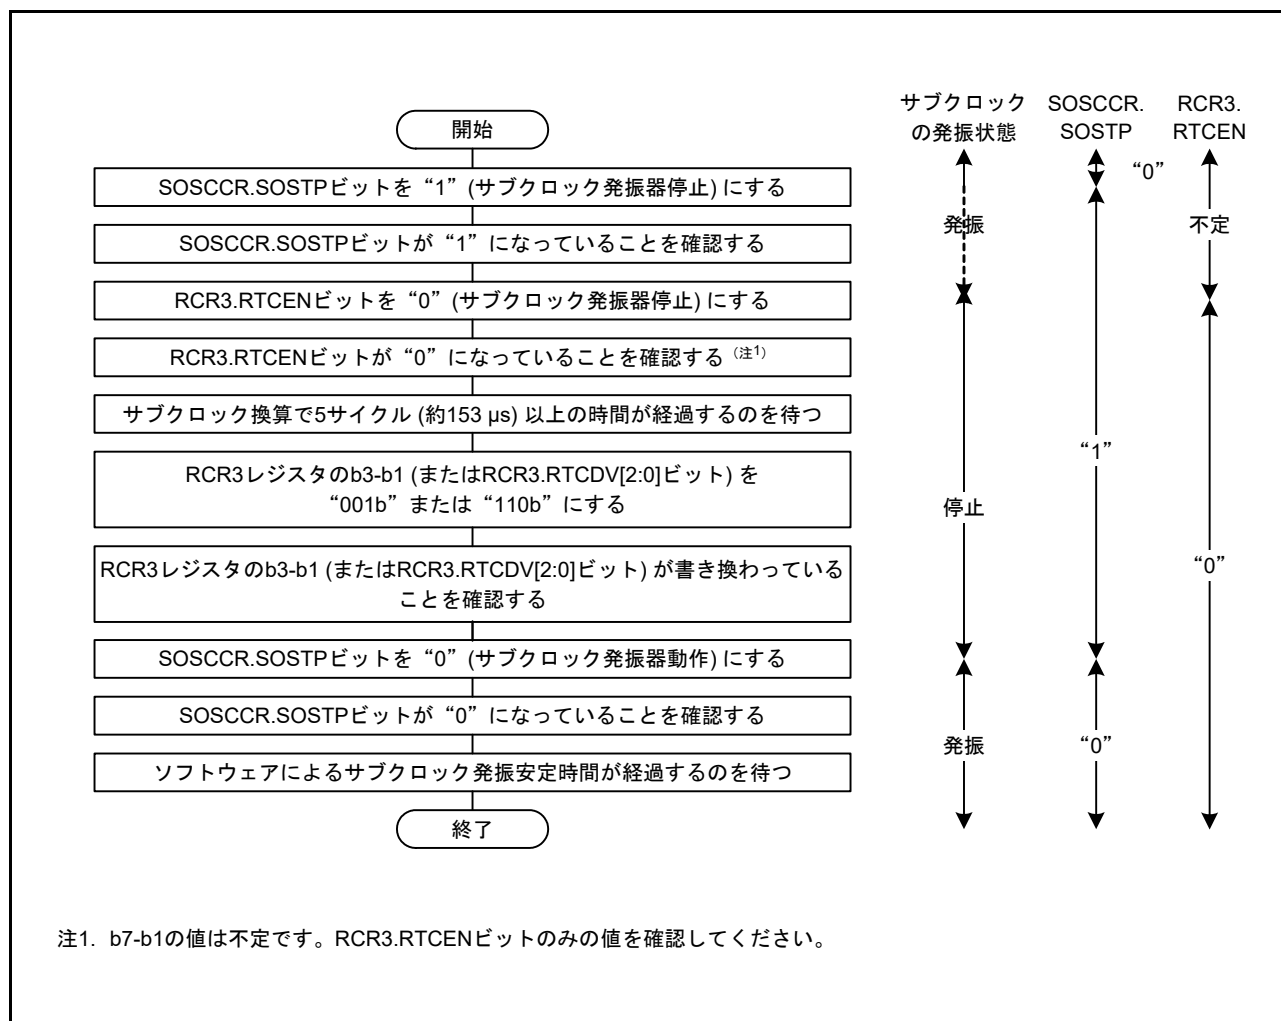 サブクロック
の発振状態
SOSCCR.
SOSTP
RCR3.
RTCEN
開始
SOSCCR.SOSTPビットを“1”(サブクロック発振器停止) にする
SOSCCR.SOSTPビットが“1”になっていることを確認する
RCR3.RTCENビットを“0”(サブクロック発振器停止) にする
RCR3.RTCENビットが“0”になっていることを確認する（注1）
サブクロック換算で5サイクル (約153 µs) 以上の時間が経過するのを待つ
RCR3レジスタのb3-b1 (またはRCR3.RTCDV[2:0]ビット) を
“001b”または“110b”にする
RCR3レジスタのb3-b1 (またはRCR3.RTCDV[2:0]ビット) が書き換わっている
ことを確認する
SOSCCR.SOSTPビットを“0”(サブクロック発振器動作) にする
SOSCCR.SOSTPビットが“0”になっていることを確認する
ソフトウェアによるサブクロック発振安定時間が経過するのを待つ
終了
発振
停止
発振
“0”
“1”
“0”
不定
“0”
注1. b7-b1の値は不定です。RCR3.RTCENビットのみの値を確認してください。